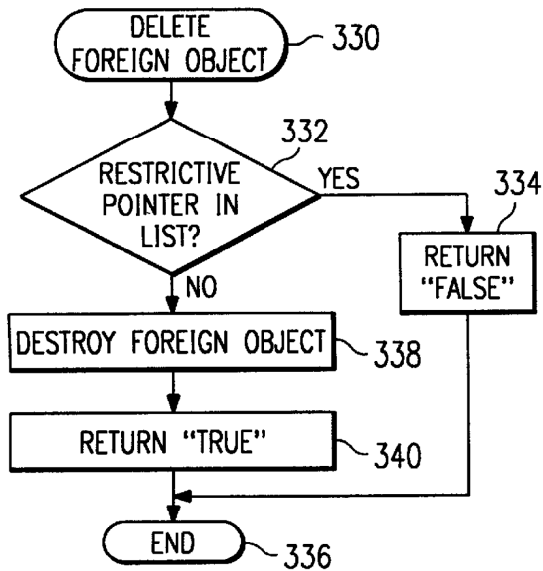 DELETE
FOREIGN OBJECT
330
332
RESTRICTIVE
POINTER IN
LIST?
YES
334
RETURN
"FALSE"
NO
DESTROY FOREIGN OBJECT
338
RETURN "TRUE"
340
END
336